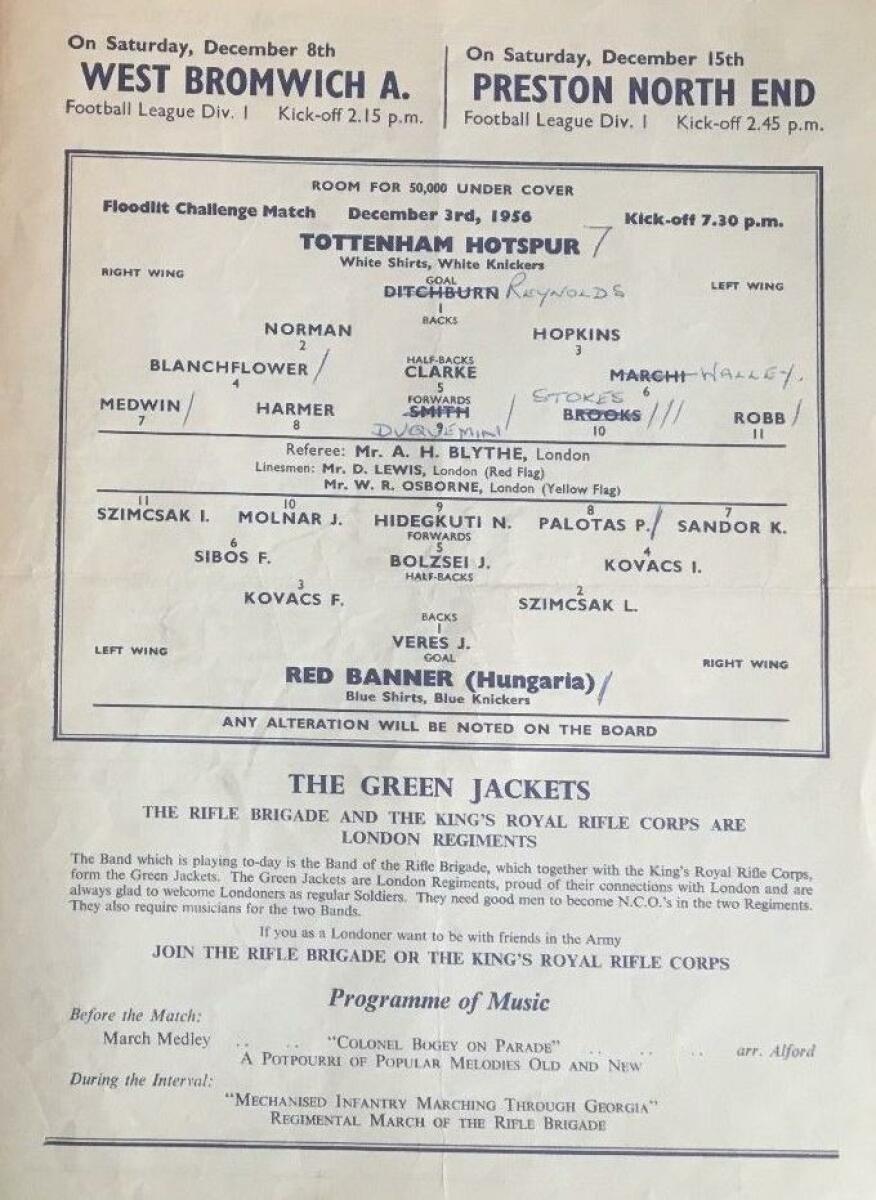 On Saturday, December 8th
WEST BROMWICH A.
Football League Div. 1 Kick-off 2.15 p.m.
On Saturday, December 15th
PRESTON NORTH END
Football League Div. 1 Kick-off 2.45 p.m.
ROOM FOR 50,000 UNDER COVER
Floodlit Challenge Match December 3rd, 1956 Kick-off 7.30 p.m.
TOTTENHAM HOTSPUR 7
White Shirts, White Knickers
RIGHT WING GOAL LEFT WING
DITCHBURN REYNOLDS
1
BACKS
NORMAN HOPKINS
2 3
HALF-BACKS
BLANCHFLOWER / CLARKE MARCHI WALLEY.
4 5 6
FORWARDS STOKES
MEDWIN / HARMER SMITH / BROOKS /// ROBB /
7 8 9 10 11
DUQUEMIN
Referee: Mr. A. H. BLYTHE, London
Linesmen: Mr. D. LEWIS, London (Red Flag)
Mr. W. R. OSBORNE, London (Yellow Flag)
11 10 9 8 7
SZIMCSAK I. MOLNAR J. HIDEGKUTI N. PALOTAS P. / SANDOR K.
FORWARDS
6 5 4
SIBOS F. BOLZSEI J. KOVACS I.
HALF-BACKS
3 2
KOVACS F. SZIMCSAK L.
BACKS
1
VERES J.
LEFT WING GOAL RIGHT WING
RED BANNER (Hungaria) /
Blue Shirts, Blue Knickers
ANY ALTERATION WILL BE NOTED ON THE BOARD
THE GREEN JACKETS
THE RIFLE BRIGADE AND THE KING'S ROYAL RIFLE CORPS ARE
LONDON REGIMENTS
The Band which is playing to-day is the Band of the Rifle Brigade, which together with the King's Royal Rifle Corps,
form the Green Jackets. The Green Jackets are London Regiments, proud of their connections with London and are
always glad to welcome Londoners as regular Soldiers. They need good men to become N.C.O.'s in the two Regiments.
They also require musicians for the two Bands.
If you as a Londoner want to be with friends in the Army
JOIN THE RIFLE BRIGADE OR THE KING'S ROYAL RIFLE CORPS
Programme of Music
Before the Match:
March Medley .. .. "COLONEL BOGEY ON PARADE" .. .. .. arr. Alford
A POTPOURRI OF POPULAR MELODIES OLD AND NEW
During the Interval:
"MECHANISED INFANTRY MARCHING THROUGH GEORGIA"
REGIMENTAL MARCH OF THE RIFLE BRIGADE